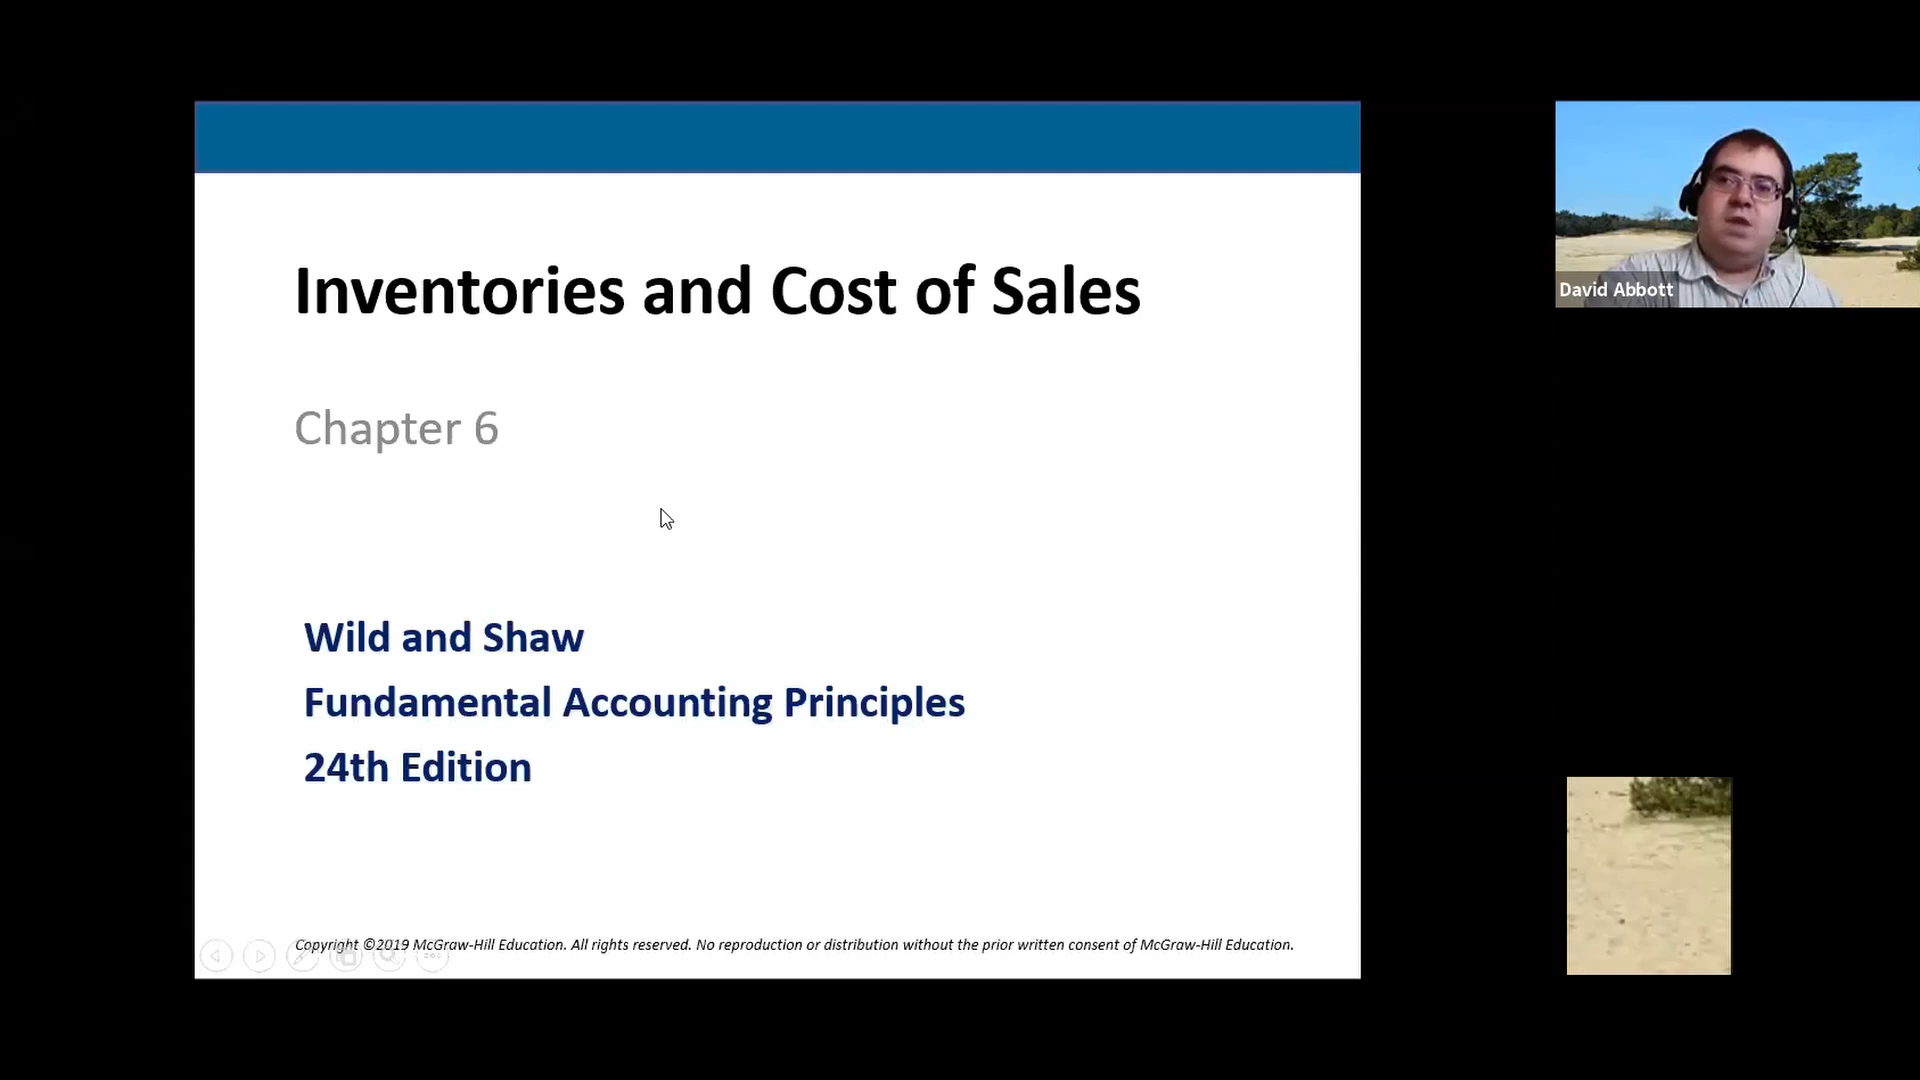 Inventories and Cost of Sales
Chapter 6
Wild and Shaw
Fundamental Accounting Principles
24th Edition
Copyright ©2019 McGraw-Hill Education. All rights reserved. No reproduction or distribution without the prior written consent of McGraw-Hill Education.
David Abbott